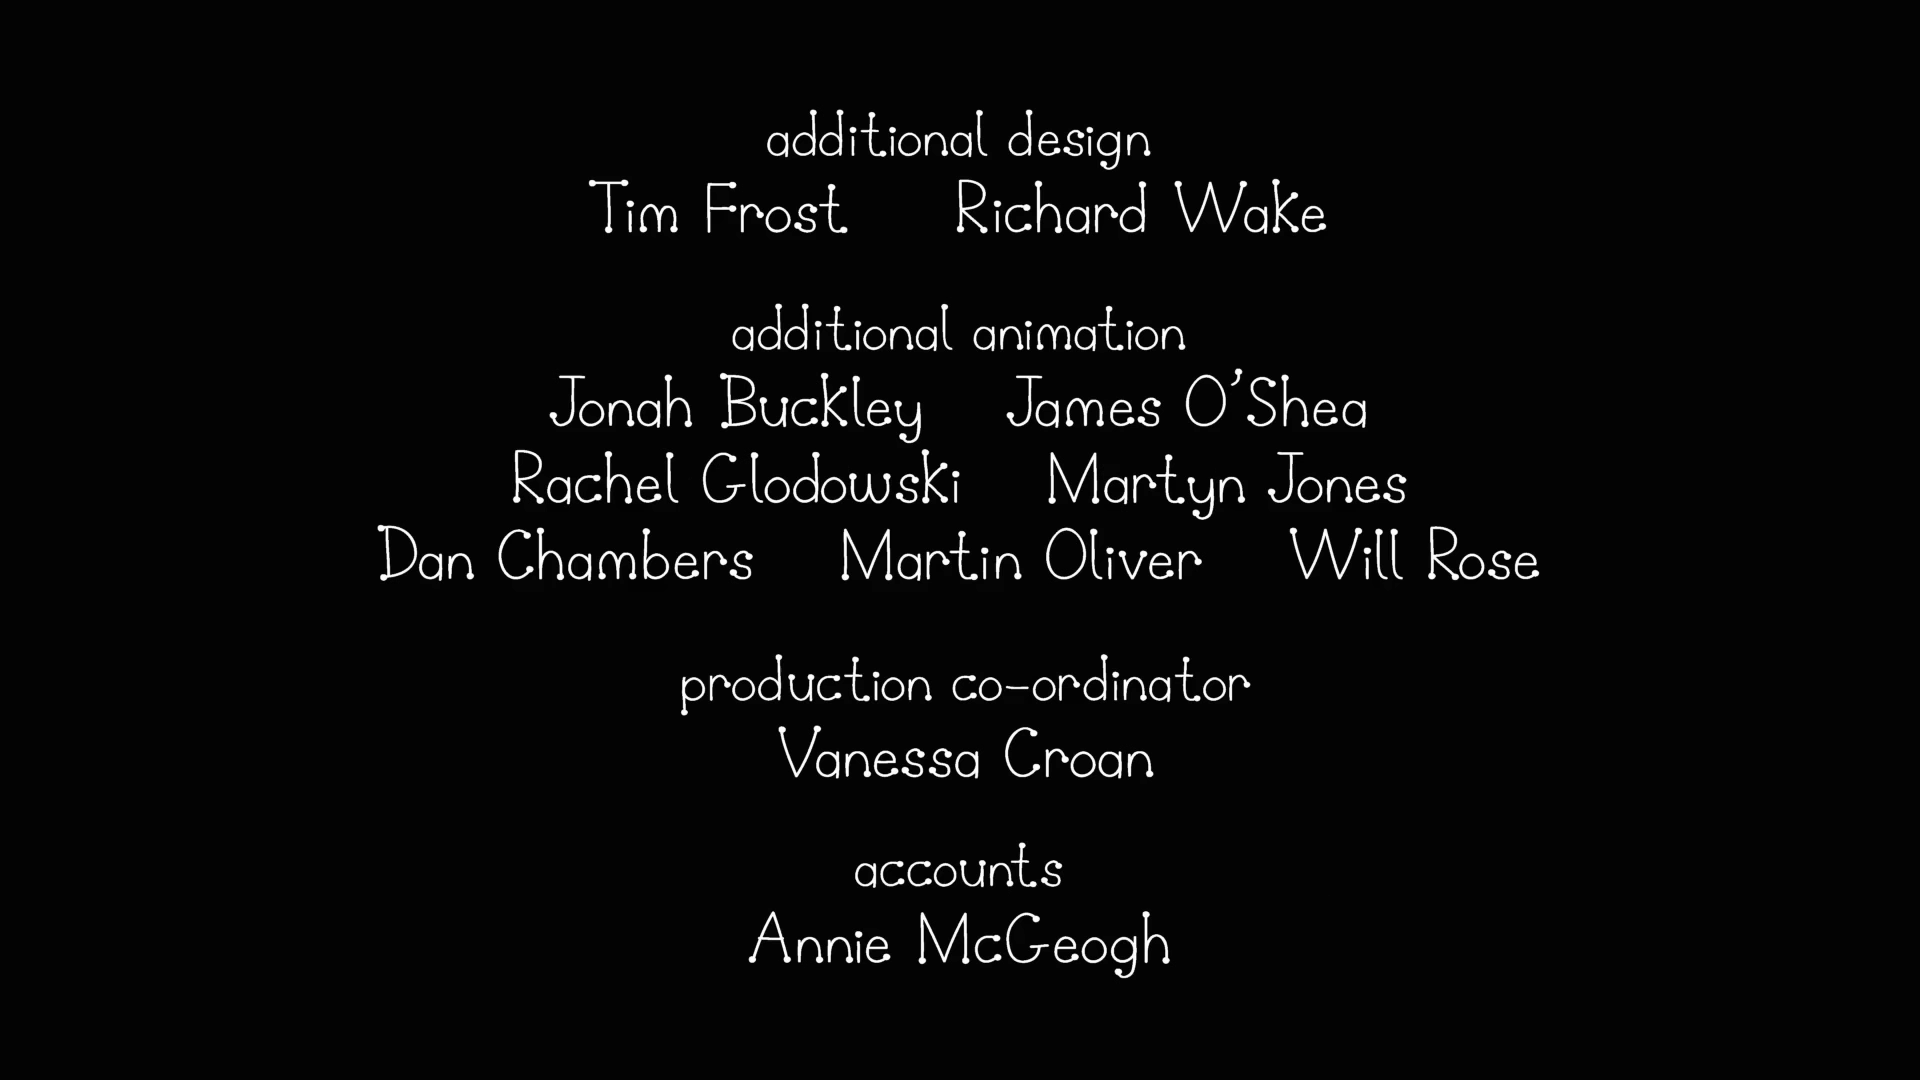 additional design
Tim Frost Richard Wake
additional animation
Jonah Buckley James O'Shea
Rachel Glodowski Martyn Jones
Dan Chambers Martin Oliver Will Rose
production co-ordinator
Vanessa Croan
accounts
Annie McGeogh